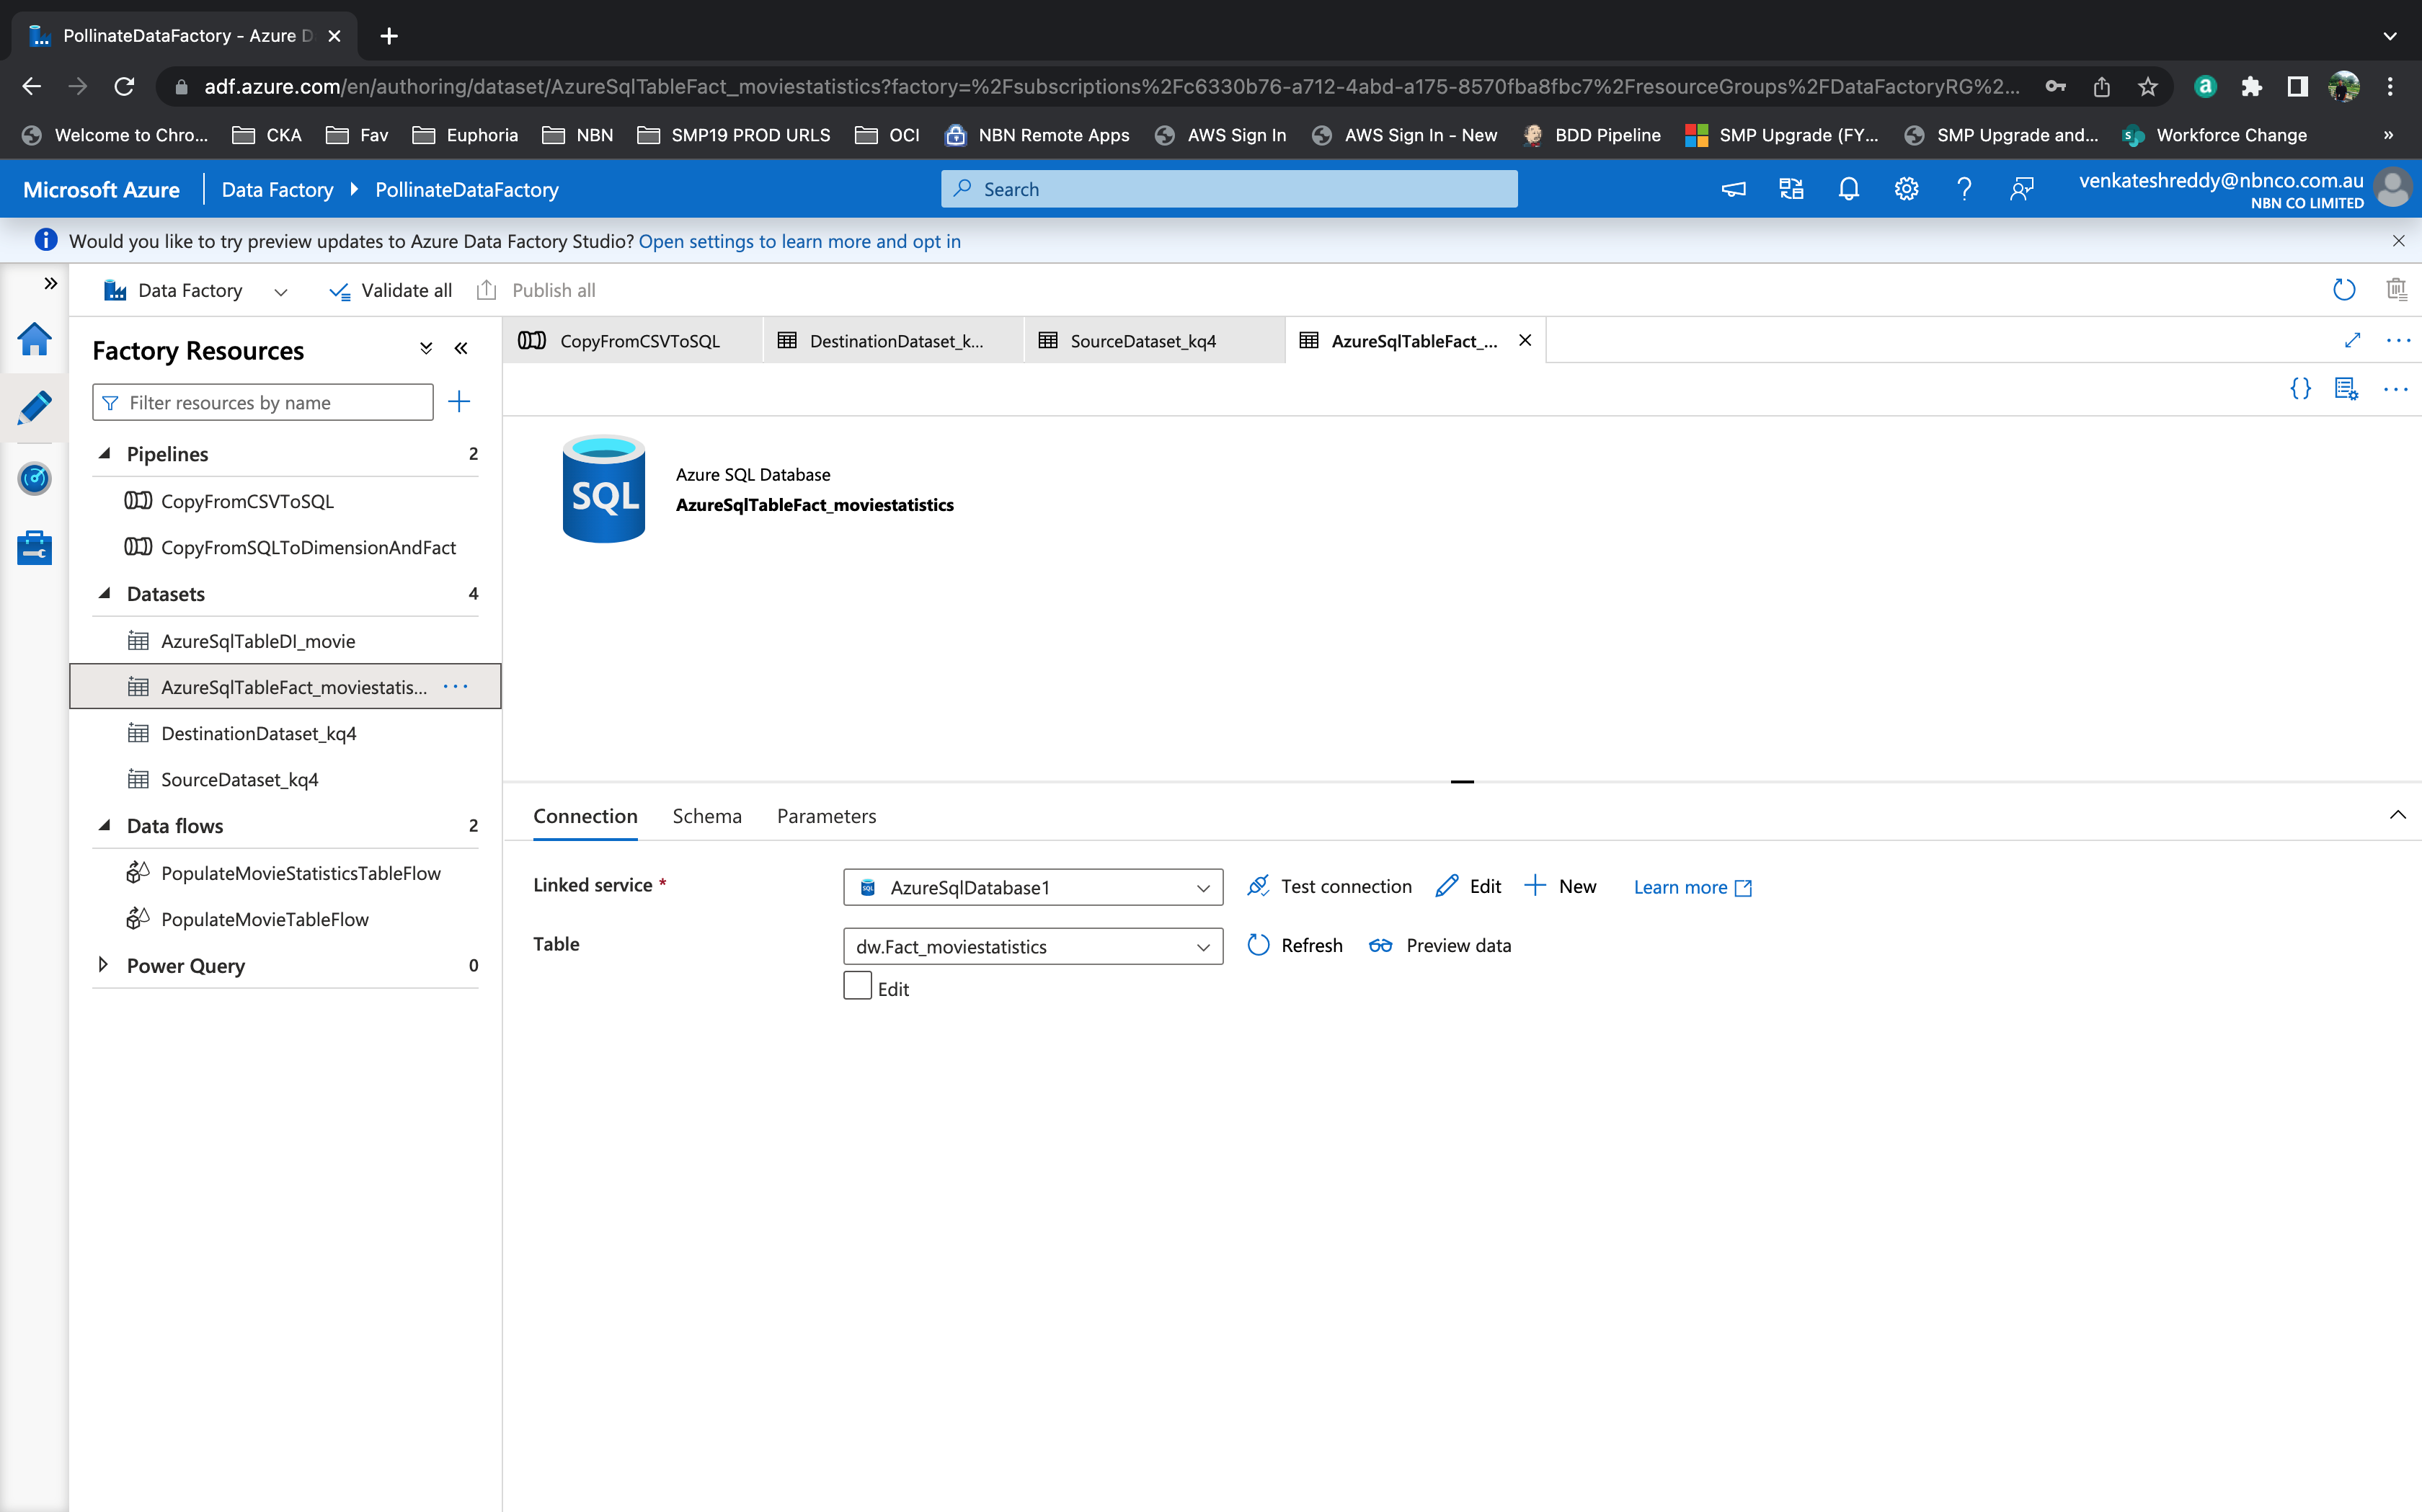 PollinateDataFactory - Azure D
adf.azure.com/en/authoring/dataset/AzureSqlTableFact_moviestatistics?factory=%2Fsubscriptions%2Fc6330b76-a712-4abd-a175-8570fba8fbc7%2FresourceGroups%2FDataFactoryRG%2...
Welcome to Chro... CKA Fav Euphoria NBN SMP19 PROD URLS OCI NBN Remote Apps AWS Sign In AWS Sign In - New BDD Pipeline SMP Upgrade (FY... SMP Upgrade and... Workforce Change »
Microsoft Azure Data Factory PollinateDataFactory Search venkateshreddy@nbnco.com.au
NBN CO LIMITED
Would you like to try preview updates to Azure Data Factory Studio? Open settings to learn more and opt in
Data Factory Validate all Publish all
Factory Resources
CopyFromCSVToSQL DestinationDataset_k... SourceDataset_kq4 AzureSqlTableFact_...
Filter resources by name
Pipelines 2
CopyFromCSVToSQL
CopyFromSQLToDimensionAndFact
Datasets 4
AzureSqlTableDI_movie
AzureSqlTableFact_moviestatis...
DestinationDataset_kq4
SourceDataset_kq4
Data flows 2
PopulateMovieStatisticsTableFlow
PopulateMovieTableFlow
Power Query 0
SQL
Azure SQL Database
AzureSqlTableFact_moviestatistics
Connection Schema Parameters
Linked service * AzureSqlDatabase1 Test connection Edit New Learn more
Table dw.Fact_moviestatistics Refresh Preview data
Edit